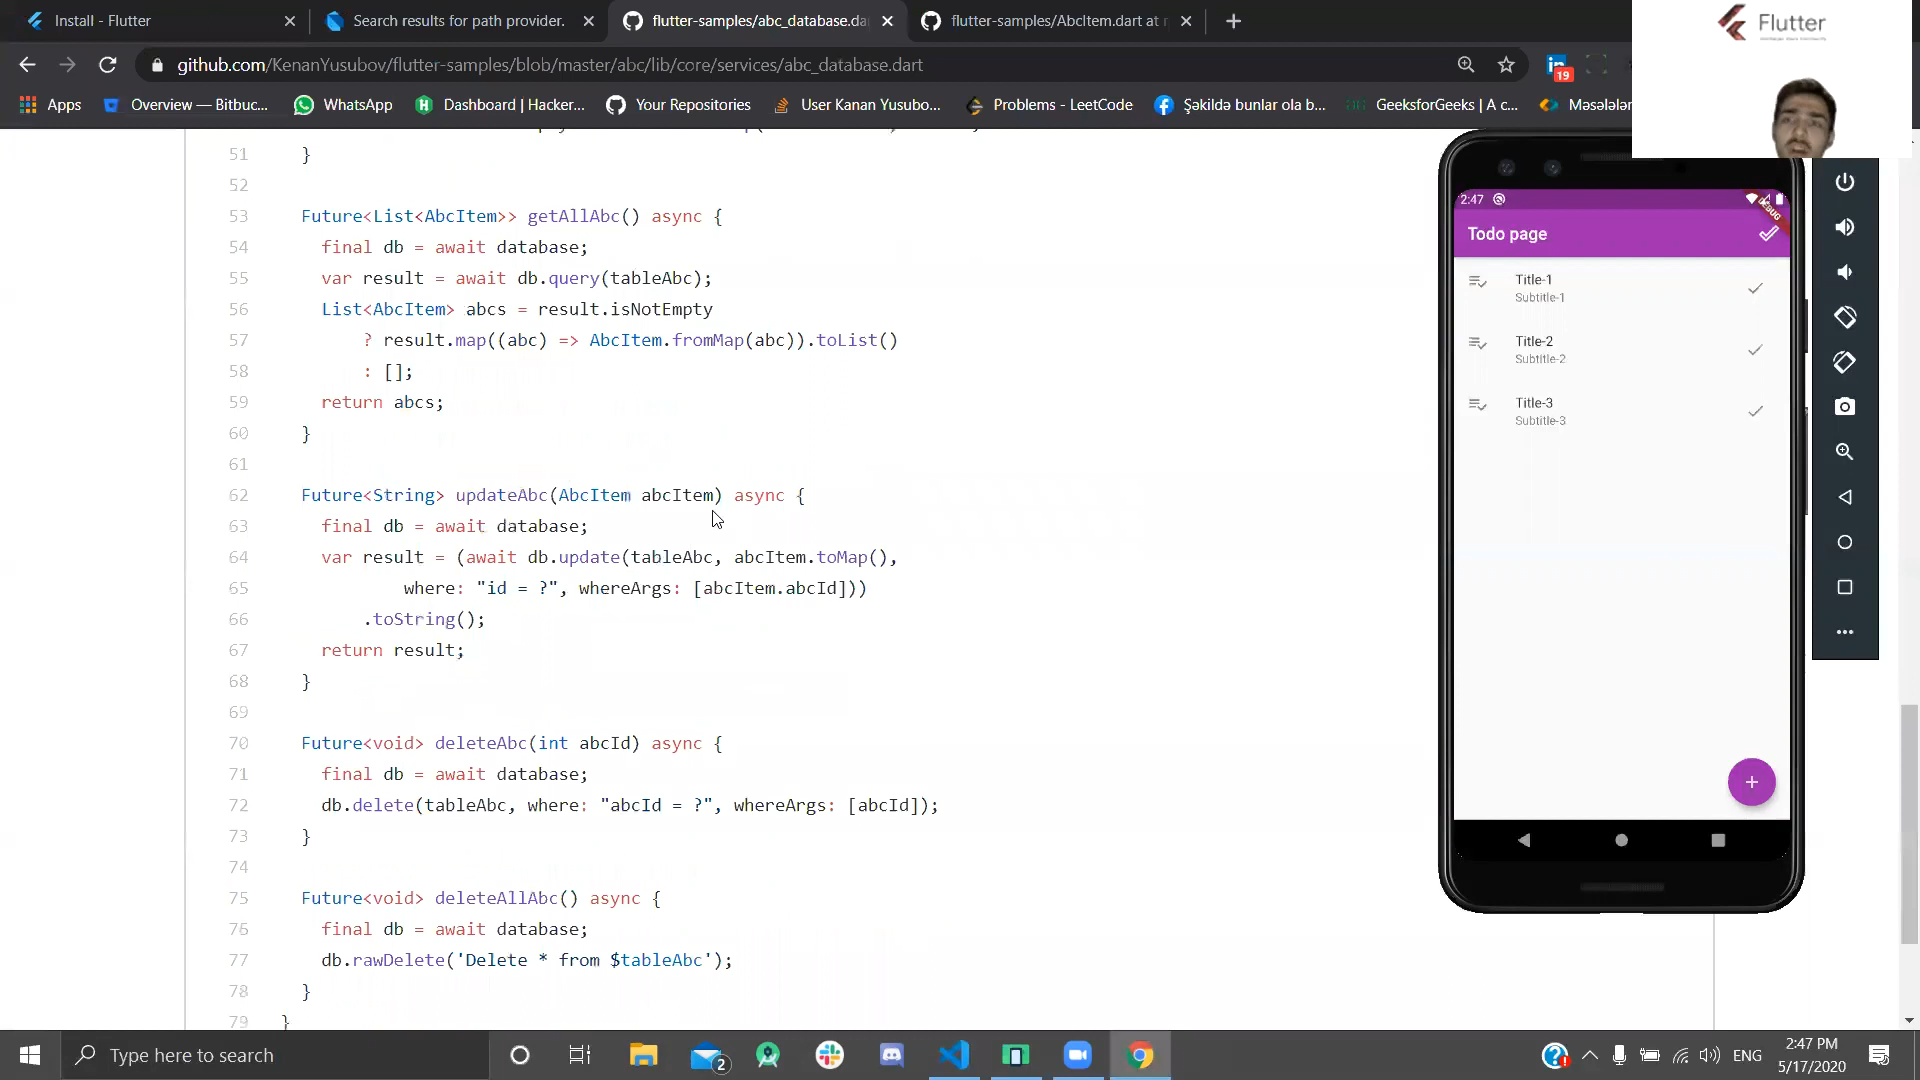 Install - Flutter
Search results for path provider.
flutter-samples/abc_database.da
flutter-samples/AbcItem.dart at
Flutter
github.com/KenanYusubov/flutter-samples/blob/master/abc/lib/core/services/abc_database.dart
19
Apps
Overview — Bitbuc...
WhatsApp
Dashboard | Hacker...
Your Repositories
User Kanan Yusubo...
Problems - LeetCode
Şəkildə bunlar ola b...
GeeksforGeeks | A c...
Məsələlər
51 }
52
53 Future<List<AbcItem>> getAllAbc() async {
54 final db = await database;
55 var result = await db.query(tableAbc);
56 List<AbcItem> abcs = result.isNotEmpty
57 ? result.map((abc) => AbcItem.fromMap(abc)).toList()
58 : [];
59 return abcs;
60 }
61
62 Future<String> updateAbc(AbcItem abcItem) async {
63 final db = await database;
64 var result = (await db.update(tableAbc, abcItem.toMap(),
65 where: "id = ?", whereArgs: [abcItem.abcId]))
66 .toString();
67 return result;
68 }
69
70 Future<void> deleteAbc(int abcId) async {
71 final db = await database;
72 db.delete(tableAbc, where: "abcId = ?", whereArgs: [abcId]);
73 }
74
75 Future<void> deleteAllAbc() async {
76 final db = await database;
77 db.rawDelete('Delete * from $tableAbc');
78 }
79 }
2:47
DEBUG
Todo page
Title-1
Subtitle-1
Title-2
Subtitle-2
Title-3
Subtitle-3
Type here to search
2
ENG
2:47 PM
5/17/2020